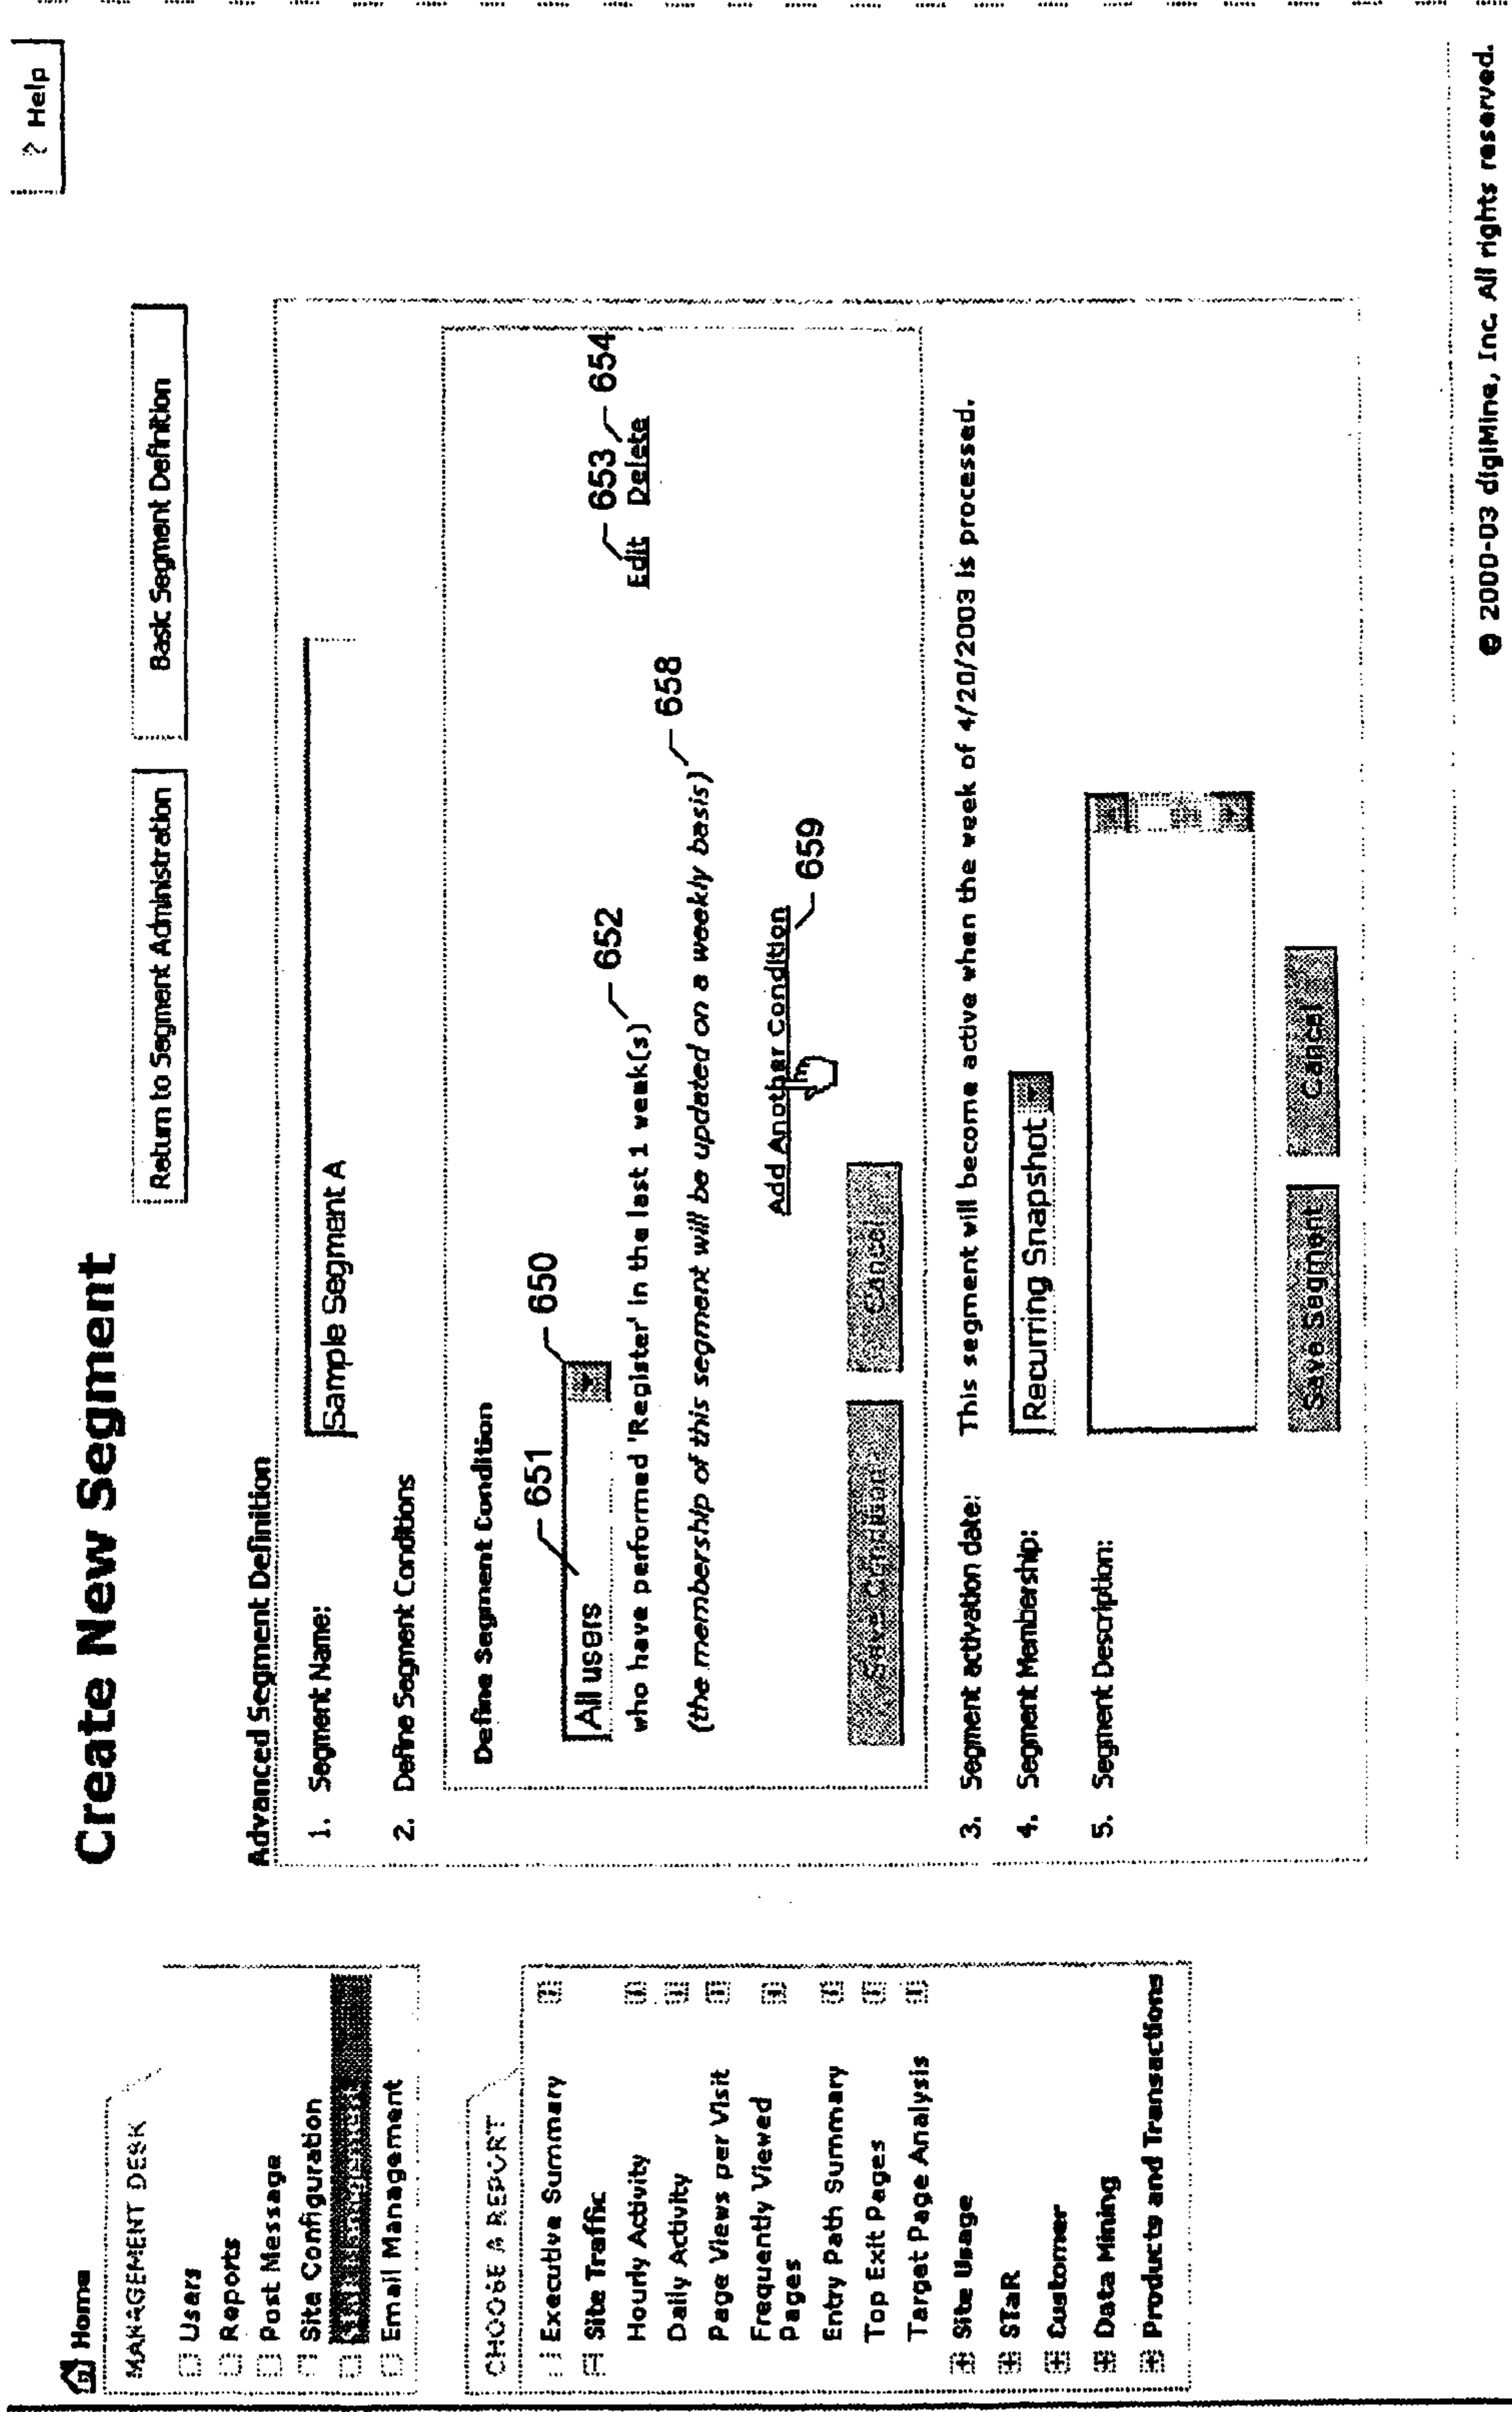 ? Help
Create New Segment
Return to Segment Administration
Basic Segment Definition
Home
MANAGEMENT DESK
Users
Reports
Post Message
Site Configuration
Email Management
CHOOSE A REPORT
Executive Summary
Site Traffic
Hourly Activity
Daily Activity
Page Views per Visit
Frequently Viewed
Pages
Entry Path Summary
Top Exit Pages
Target Page Analysis
Site Usage
STaR
Customer
Data Mining
Products and Transactions
Advanced Segment Definition
1. Segment Name: Sample Segment A
2. Define Segment Conditions
Define Segment Condition
651
650
All users
652
653
654
who have performed 'Register' in the last 1 week(s)
Edit Delete
658
(the membership of this segment will be updated on a weekly basis)
Add Another Condition
659
Save Condition
Cancel
3. Segment activation date: This segment will become active when the week of 4/20/2003 is processed.
4. Segment Membership: Recurring Snapshot
5. Segment Description:
Save Segment
Cancel
© 2000-03 digiMine, Inc. All rights reserved.